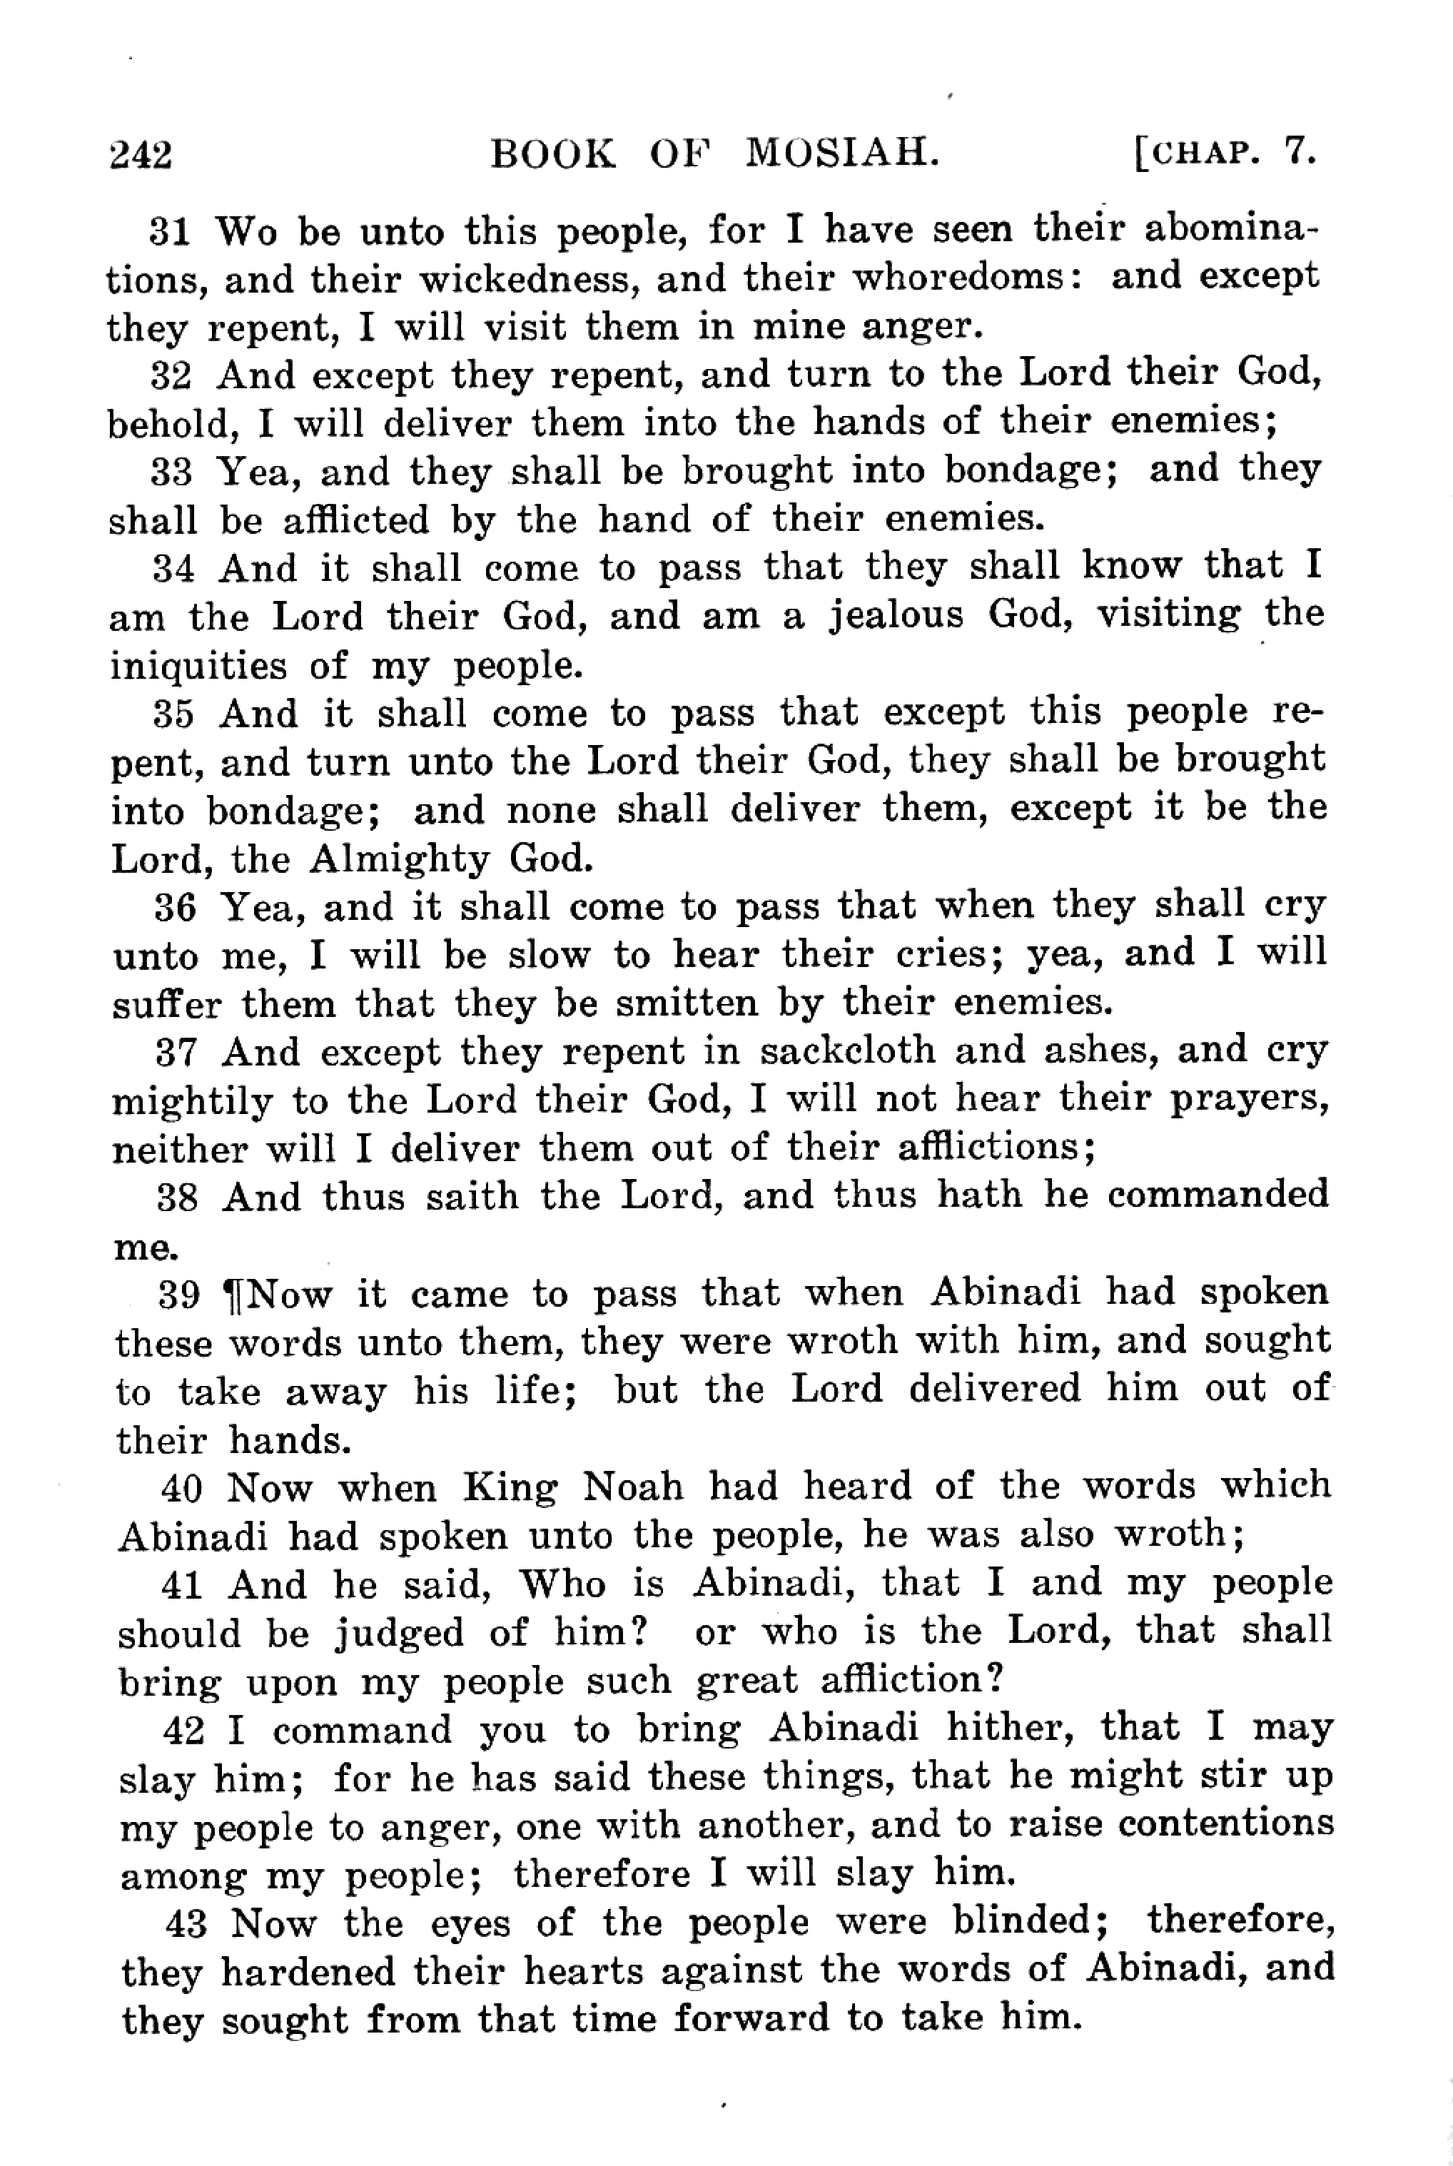 242 BOOK OF MOSIAH. [CHAP. 7.
31 Wo be unto this people, for I have seen their abomina-
tions, and their wickedness, and their whoredoms: and except
they repent, I will visit them in mine anger.
32 And except they repent, and turn to the Lord their God,
behold, I will deliver them into the hands of their enemies;
33 Yea, and they shall be brought into bondage; and they
shall be afflicted by the hand of their enemies.
34 And it shall come to pass that they shall know that I
am the Lord their God, and am a jealous God, visiting the
iniquities of my people.
35 And it shall come to pass that except this people re-
pent, and turn unto the Lord their God, they shall be brought
into bondage; and none shall deliver them, except it be the
Lord, the Almighty God.
36 Yea, and it shall come to pass that when they shall cry
unto me, I will be slow to hear their cries; yea, and I will
suffer them that they be smitten by their enemies.
37 And except they repent in sackcloth and ashes, and cry
mightily to the Lord their God, I will not hear their prayers,
neither will I deliver them out of their afflictions;
38 And thus saith the Lord, and thus hath he commanded
me.
39 ¶Now it came to pass that when Abinadi had spoken
these words unto them, they were wroth with him, and sought
to take away his life; but the Lord delivered him out of
their hands.
40 Now when King Noah had heard of the words which
Abinadi had spoken unto the people, he was also wroth;
41 And he said, Who is Abinadi, that I and my people
should be judged of him? or who is the Lord, that shall
bring upon my people such great affliction?
42 I command you to bring Abinadi hither, that I may
slay him; for he has said these things, that he might stir up
my people to anger, one with another, and to raise contentions
among my people; therefore I will slay him.
43 Now the eyes of the people were blinded; therefore,
they hardened their hearts against the words of Abinadi, and
they sought from that time forward to take him.